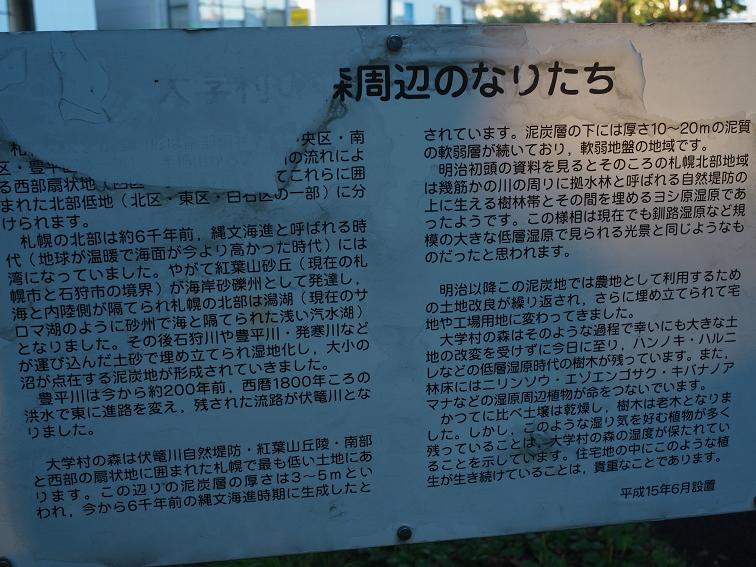 大学村の森周辺のなりたち
央区・南
区・豊平区
の流れによ
る西部扇状地（西区
てこれらに囲
まれた北部低地（北区・東区・白石区の一部）に分
けられます。
札幌の北部は約6千年前，縄文海進と呼ばれる時
代（地球が温暖で海面が今より高かった時代）には
湾になっていました。やがて紅葉山砂丘（現在の札
幌市と石狩市の境界）が海岸砂礫州として発達し，
海と内陸側が隔てられ札幌の北部は潟湖（現在のサ
ロマ湖のように砂州で海と隔てられた浅い汽水湖）
となりました。その後石狩川や豊平川・発寒川など
が運び込んだ土砂で埋め立てられ湿地化し，大小の
沼が点在する泥炭地が形成されていきました。
豊平川は今から約200年前，西暦1800年ころの
洪水で東に進路を変え，残された流路が伏篭川とな
りました。
大学村の森は伏篭川自然堤防・紅葉山丘陵・南部
と西部の扇状地に囲まれた札幌で最も低い土地にあ
ります。この辺りの泥炭層の厚さは3～5mとい
われ，今から6千年前の縄文海進時期に生成したと
されています。泥炭層の下には厚さ10～20mの泥質
の軟弱層が続いており，軟弱地盤の地域です。
明治初頭の資料を見るとそのころの札幌北部地域
は幾筋かの川の周りに拠水林と呼ばれる自然堤防の
上に生える樹林帯とその間を埋めるヨシ原湿原であ
ったようです。この様相は現在でも釧路湿原など規
模の大きな低層湿原で見られる光景と同じようなも
のだったと思われます。
明治以降この泥炭地では農地として利用するため
の土地改良が繰り返され，さらに埋め立てられて宅
地や工場用地に変わってきました。
大学村の森はそのような過程で幸いにも大きな土
地の改変を受けずに今日に至り，ハンノキ・ハルニ
レなどの低層湿原時代の樹木が残っています。また，
林床にはニリンソウ・エゾエンゴサク・キバナノア
マナなどの湿原周辺植物が命をつないでいます。
かつてに比べ土壌は乾燥し，樹木は老木となりま
した。しかし，このような湿り気を好む植物が多く
残っていることは，大学村の森の湿度が保たれてい
ることを示しています。住宅地の中にこのような植
生が生き続けていることは，貴重なことであります。
平成15年6月設置